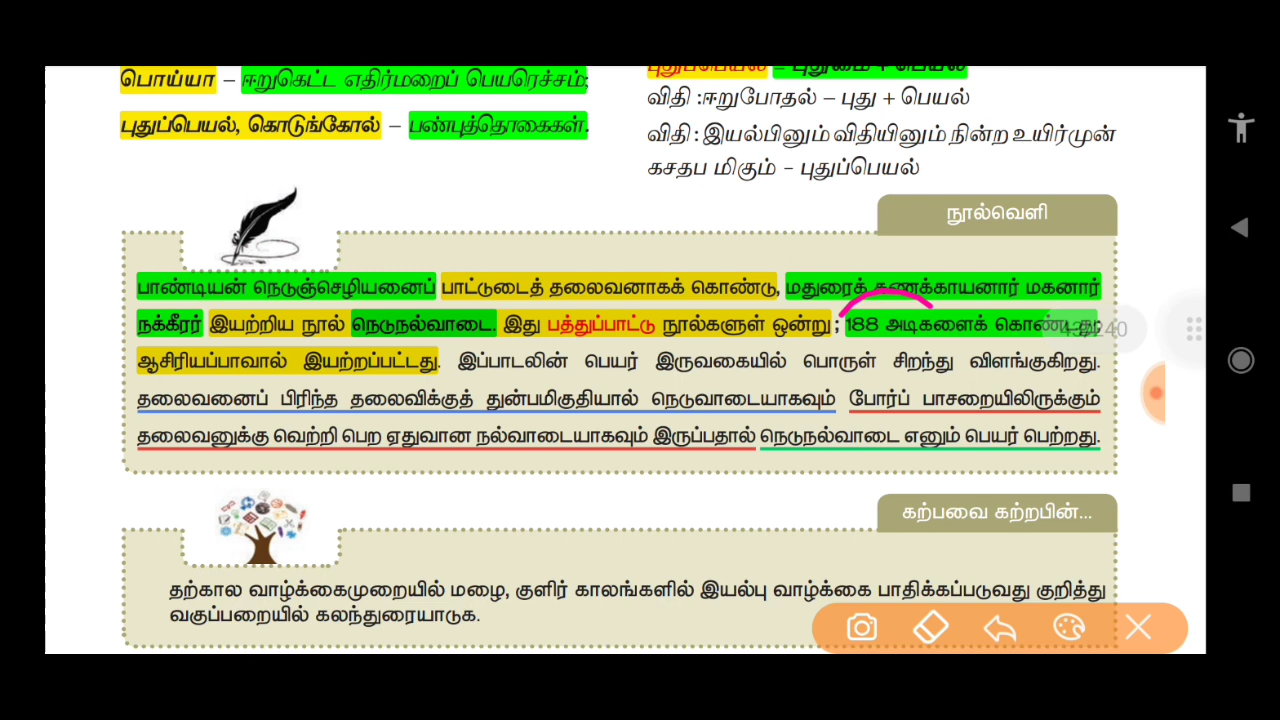 பொய்யா – ஈறுகெட்ட எதிர்மறைப் பெயரெச்சம்;
புதுப்பெயல், கொடுங்கோல் – பண்புத்தொகைகள்.
புதுப்பெயல் = புதுமை + பெயல்
விதி :ஈறுபோதல் – புது + பெயல்
விதி : இயல்பினும் விதியினும் நின்ற உயிர்முன்
கசதப மிகும் – புதுப்பெயல்
நூல்வெளி
பாண்டியன் நெடுஞ்செழியனைப் பாட்டுடைத் தலைவனாகக் கொண்டு, மதுரைக் கணக்காயனார் மகனார்
நக்கீரர் இயற்றிய நூல் நெடுநல்வாடை. இது பத்துப்பாட்டு நூல்களுள் ஒன்று ; 188 அடிகளைக் கொண்டது;
ஆசிரியப்பாவால் இயற்றப்பட்டது. இப்பாடலின் பெயர் இருவகையில் பொருள் சிறந்து விளங்குகிறது.
தலைவனைப் பிரிந்த தலைவிக்குத் துன்பமிகுதியால் நெடுவாடையாகவும் போர்ப் பாசறையிலிருக்கும்
தலைவனுக்கு வெற்றி பெற ஏதுவான நல்வாடையாகவும் இருப்பதால் நெடுநல்வாடை எனும் பெயர் பெற்றது.
கற்பவை கற்றபின்...
தற்கால வாழ்க்கைமுறையில் மழை, குளிர் காலங்களில் இயல்பு வாழ்க்கை பாதிக்கப்படுவது குறித்து
வகுப்பறையில் கலந்துரையாடுக.